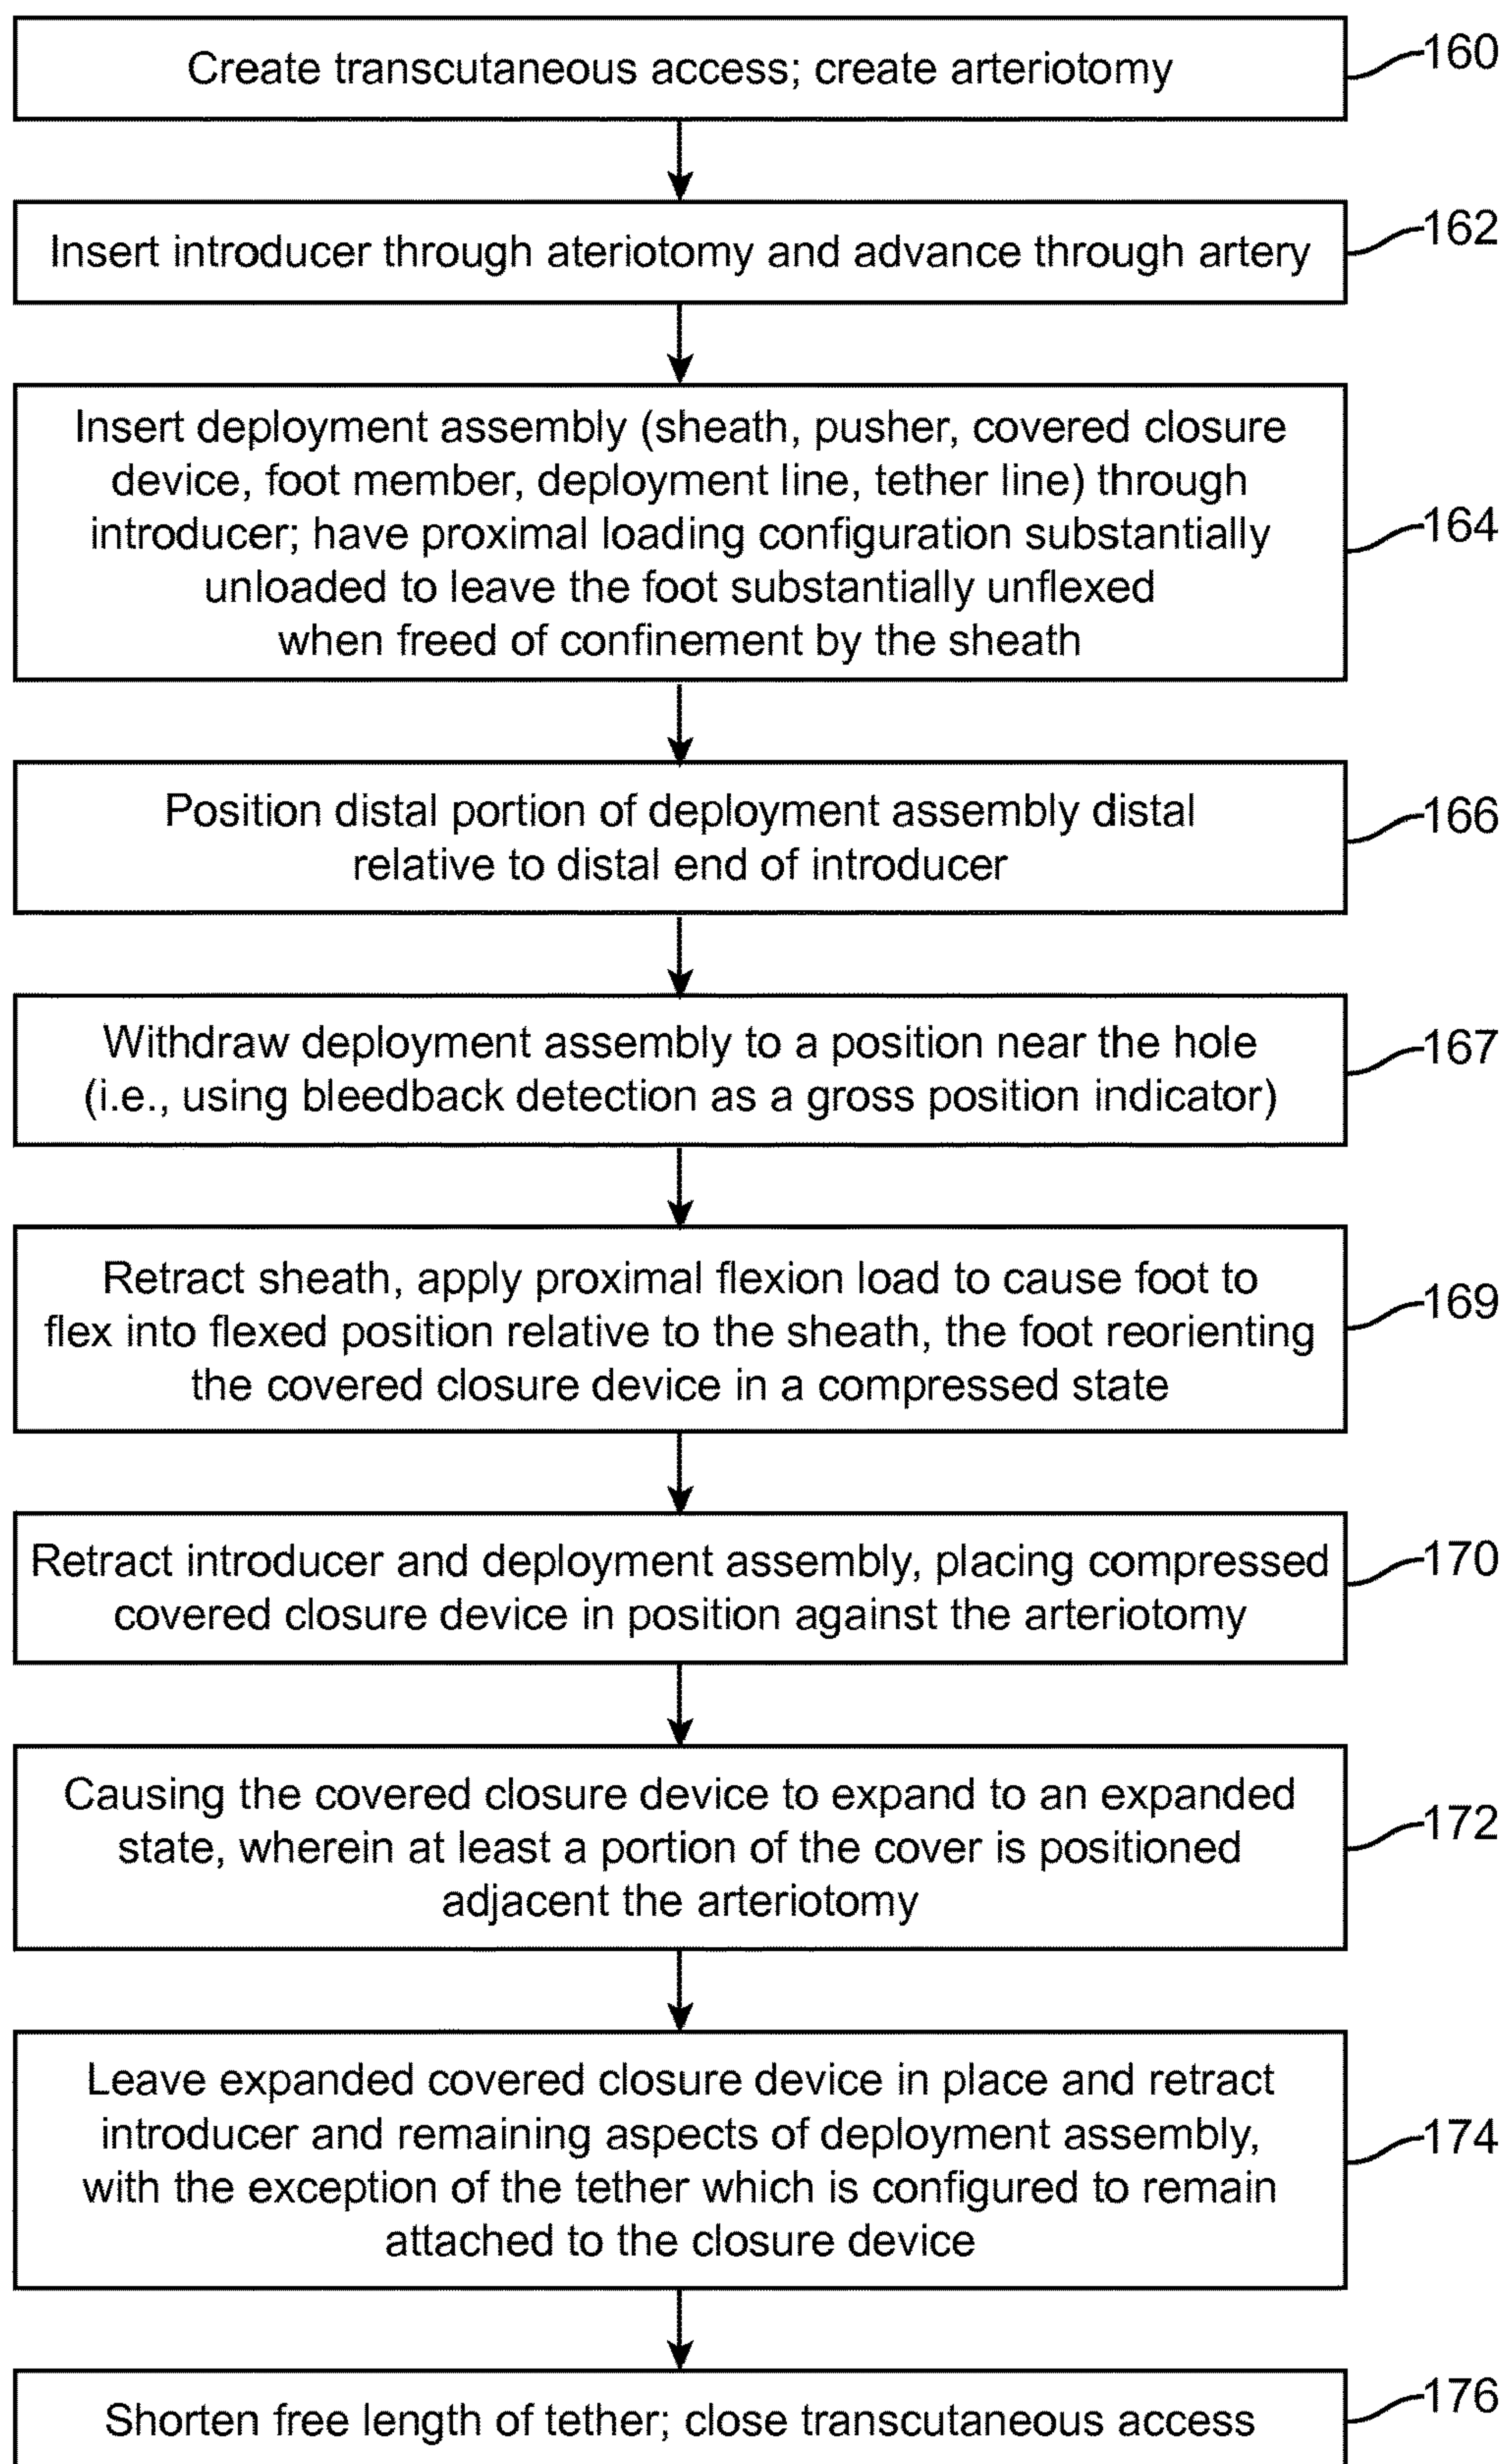 Create transcutaneous access; create arteriotomy
160
Insert introducer through ateriotomy and advance through artery
162
Insert deployment assembly (sheath, pusher, covered closure
device, foot member, deployment line, tether line) through
introducer; have proximal loading configuration substantially
unloaded to leave the foot substantially unflexed
when freed of confinement by the sheath
164
Position distal portion of deployment assembly distal
relative to distal end of introducer
166
Withdraw deployment assembly to a position near the hole
(i.e., using bleedback detection as a gross position indicator)
167
Retract sheath, apply proximal flexion load to cause foot to
flex into flexed position relative to the sheath, the foot reorienting
the covered closure device in a compressed state
169
Retract introducer and deployment assembly, placing compressed
covered closure device in position against the arteriotomy
170
Causing the covered closure device to expand to an expanded
state, wherein at least a portion of the cover is positioned
adjacent the arteriotomy
172
Leave expanded covered closure device in place and retract
introducer and remaining aspects of deployment assembly,
with the exception of the tether which is configured to remain
attached to the closure device
174
Shorten free length of tether; close transcutaneous access
176